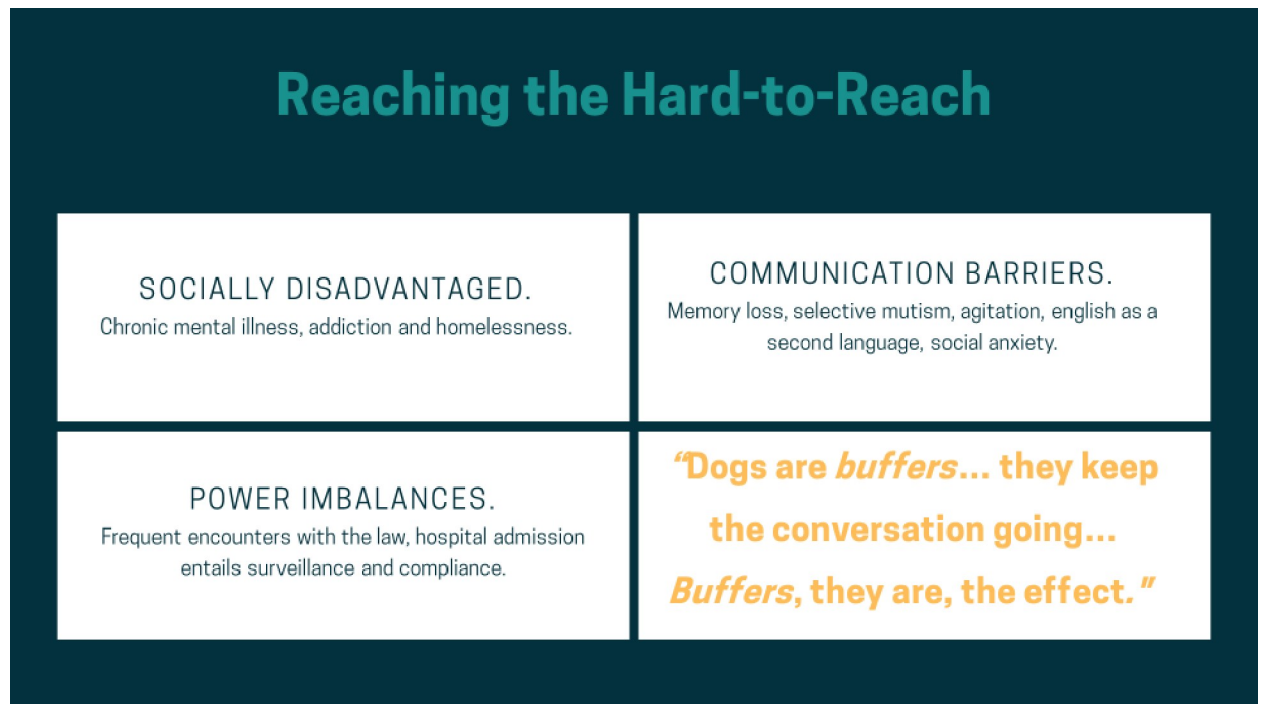 Reaching the Hard-to-Reach
SOCIALLY DISADVANTAGED.
Chronic mental illness, addiction and homelessness.
COMMUNICATION BARRIERS.
Memory loss, selective mutism, agitation, english as a
second language, social anxiety.
POWER IMBALANCES.
Frequent encounters with the law, hospital admission
entails surveillance and compliance.
“Dogs are buffers... they keep
the conversation going...
Buffers, they are, the effect."